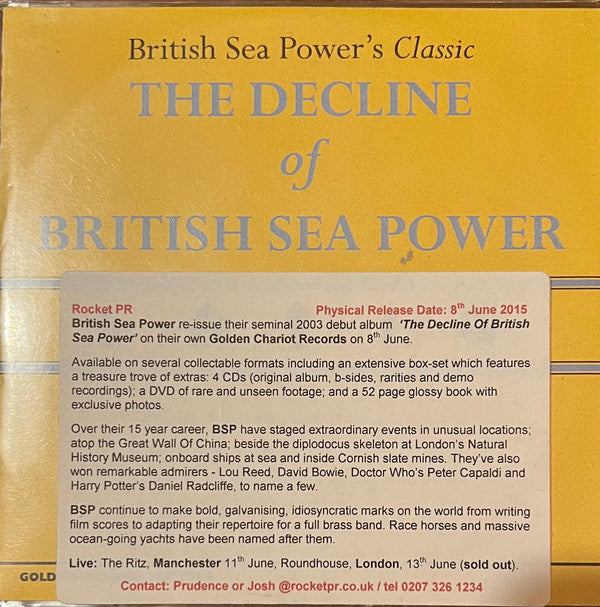 British Sea Power's Classic
THE DECLINE
of
BRITISH SEA POWER
Rocket PR Physical Release Date: 8th June 2015
British Sea Power re-issue their seminal 2003 debut album 'The Decline Of British
Sea Power' on their own Golden Chariot Records on 8th June.
Available on several collectable formats including an extensive box-set which features
a treasure trove of extras: 4 CDs (original album, b-sides, rarities and demo
recordings); a DVD of rare and unseen footage; and a 52 page glossy book with
exclusive photos.
Over their 15 year career, BSP have staged extraordinary events in unusual locations;
atop the Great Wall Of China; beside the diplodocus skeleton at London's Natural
History Museum; onboard ships at sea and inside Cornish slate mines. They've also
won remarkable admirers - Lou Reed, David Bowie, Doctor Who's Peter Capaldi and
Harry Potter's Daniel Radcliffe, to name a few.
BSP continue to make bold, galvanising, idiosyncratic marks on the world from writing
film scores to adapting their repertoire for a full brass band. Race horses and massive
ocean-going yachts have been named after them.
Live: The Ritz, Manchester 11th June, Roundhouse, London, 13th June (sold out).
GOLD
Contact: Prudence or Josh @rocketpr.co.uk / tel 0207 326 1234